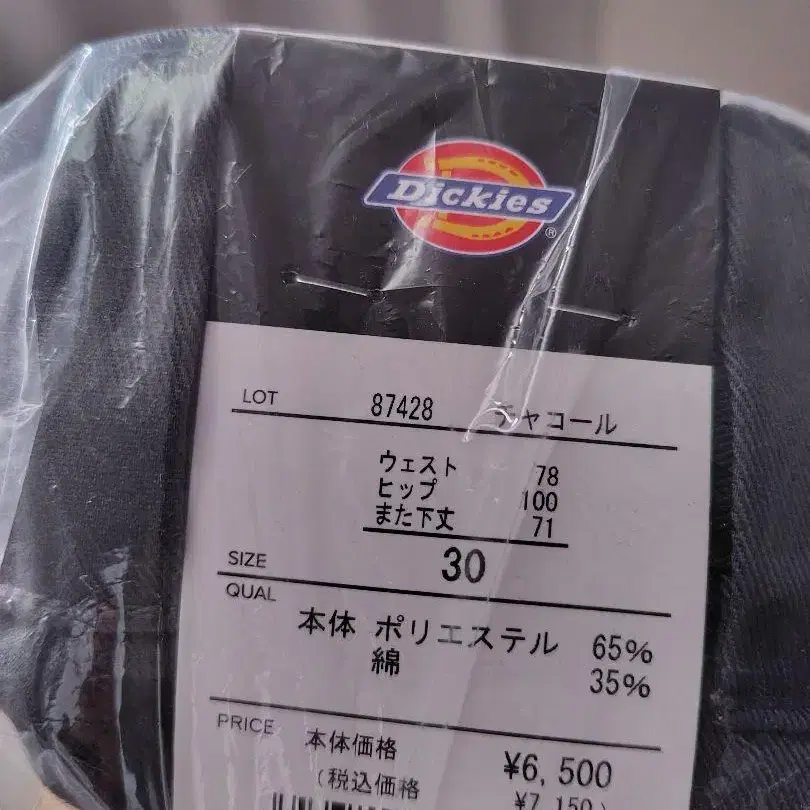 Dickies®
LOT 87428 チャコール
ウェスト 78
ヒップ 100
また下丈 71
SIZE 30
QUAL
本体 ポリエステル 65%
綿 35%
PRICE 本体価格 ¥6,500
(税込価格 ¥7,150)